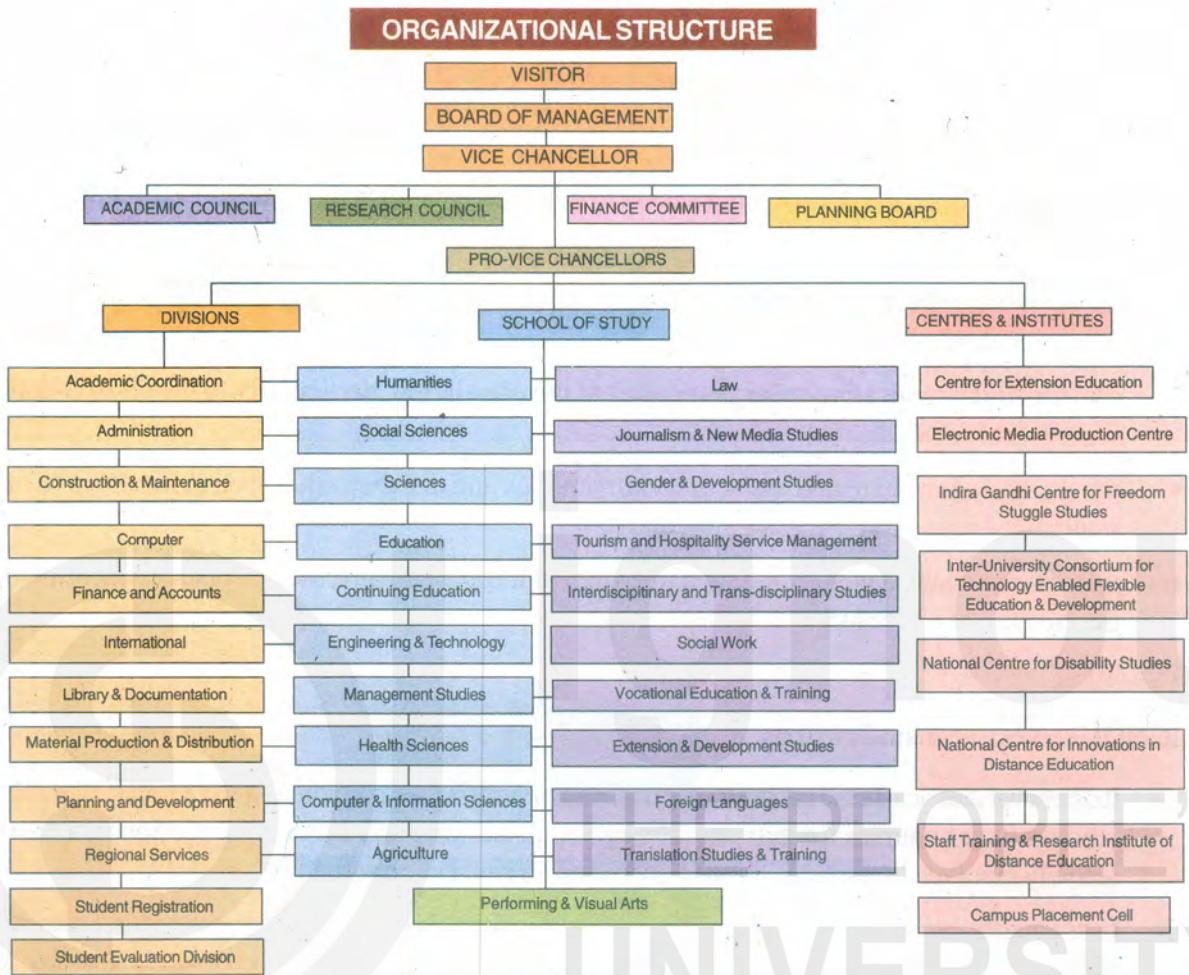 ORGANIZATIONAL STRUCTURE
VISITOR
BOARD OF MANAGEMENT
VICE CHANCELLOR
ACADEMIC COUNCIL
RESEARCH COUNCIL
FINANCE COMMITTEE
PLANNING BOARD
PRO-VICE CHANCELLORS
DIVISIONS
Academic Coordination
Administration
Construction & Maintenance
Computer
Finance and Accounts
International
Library & Documentation
Material Production & Distribution
Planning and Development
Regional Services
Student Registration
Student Evaluation Division
SCHOOL OF STUDY
Humanities
Social Sciences
Sciences
Education
Continuing Education
Engineering & Technology
Management Studies
Health Sciences
Computer & Information Sciences
Agriculture
Law
Journalism & New Media Studies
Gender & Development Studies
Tourism and Hospitality Service Management
Interdiscipitinary and Trans-disciplinary Studies
Social Work
Vocational Education & Training
Extension & Development Studies
Foreign Languages
Translation Studies & Training
Performing & Visual Arts
CENTRES & INSTITUTES
Centre for Extension Education
Electronic Media Production Centre
Indira Gandhi Centre for Freedom
Stuggle Studies
Inter-University Consortium for
Technology Enabled Flexible
Education & Development
National Centre for Disability Studies
National Centre for Innovations in
Distance Education
Staff Training & Research Institute of
Distance Education
Campus Placement Cell
ignou
THE PEOPLE'
UNIVERSITY